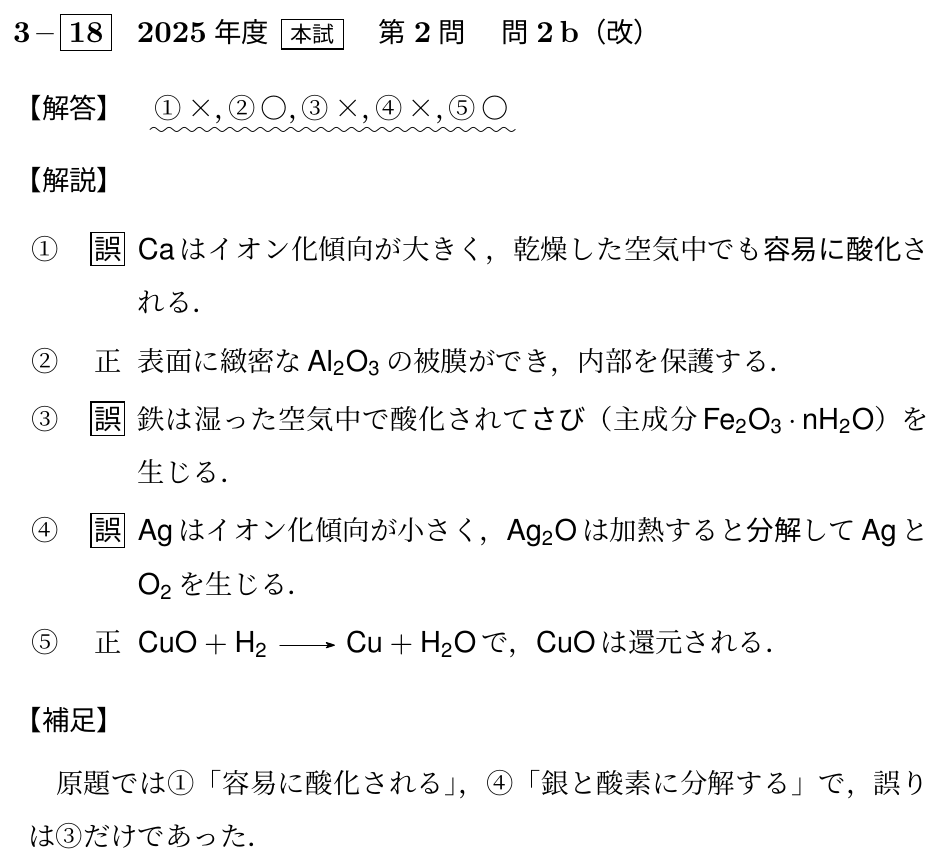 3–18 2025 年度 本試 第 2 問 問 2 b（改）
【解答】 ① ×, ② ○, ③ ×, ④ ×, ⑤ ○
【解説】
① 誤 Ca はイオン化傾向が大きく，乾燥した空気中でも容易に酸化さ
れる．
② 正 表面に緻密な Al₂O₃ の被膜ができ，内部を保護する．
③ 誤 鉄は湿った空気中で酸化されてさび（主成分 Fe₂O₃ · nH₂O）を
生じる．
④ 誤 Ag はイオン化傾向が小さく，Ag₂O は加熱すると分解して Ag と
O₂ を生じる．
⑤ 正 CuO + H₂ ⟶ Cu + H₂O で，CuO は還元される．
【補足】
原題では①「容易に酸化される」，④「銀と酸素に分解する」で，誤り
は③だけであった．